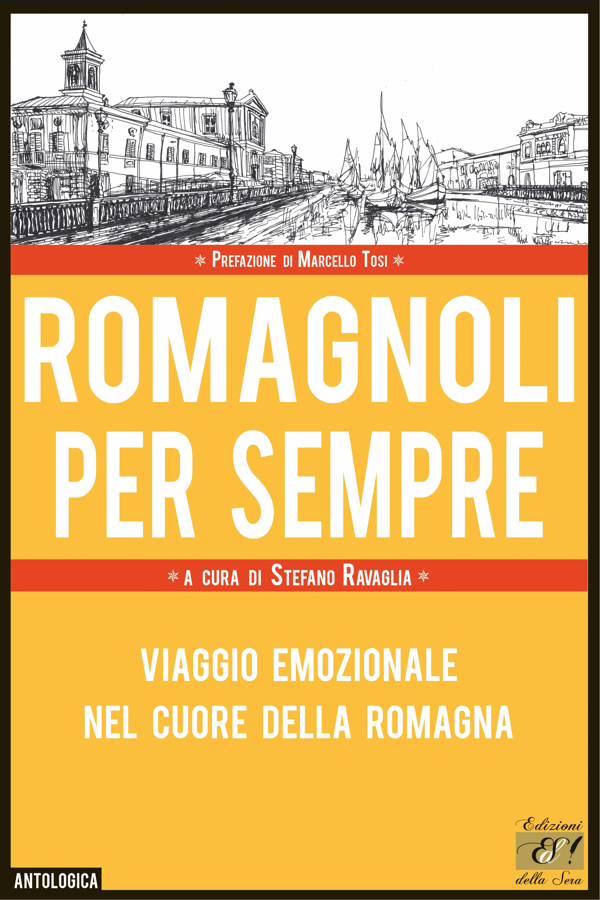 ✶ Prefazione di Marcello Tosi ✶
ROMAGNOLI
PER SEMPRE
✶ a cura di Stefano Ravaglia ✶
VIAGGIO EMOZIONALE
NEL CUORE DELLA ROMAGNA
Edizioni
ES!
della Sera
ANTOLOGICA